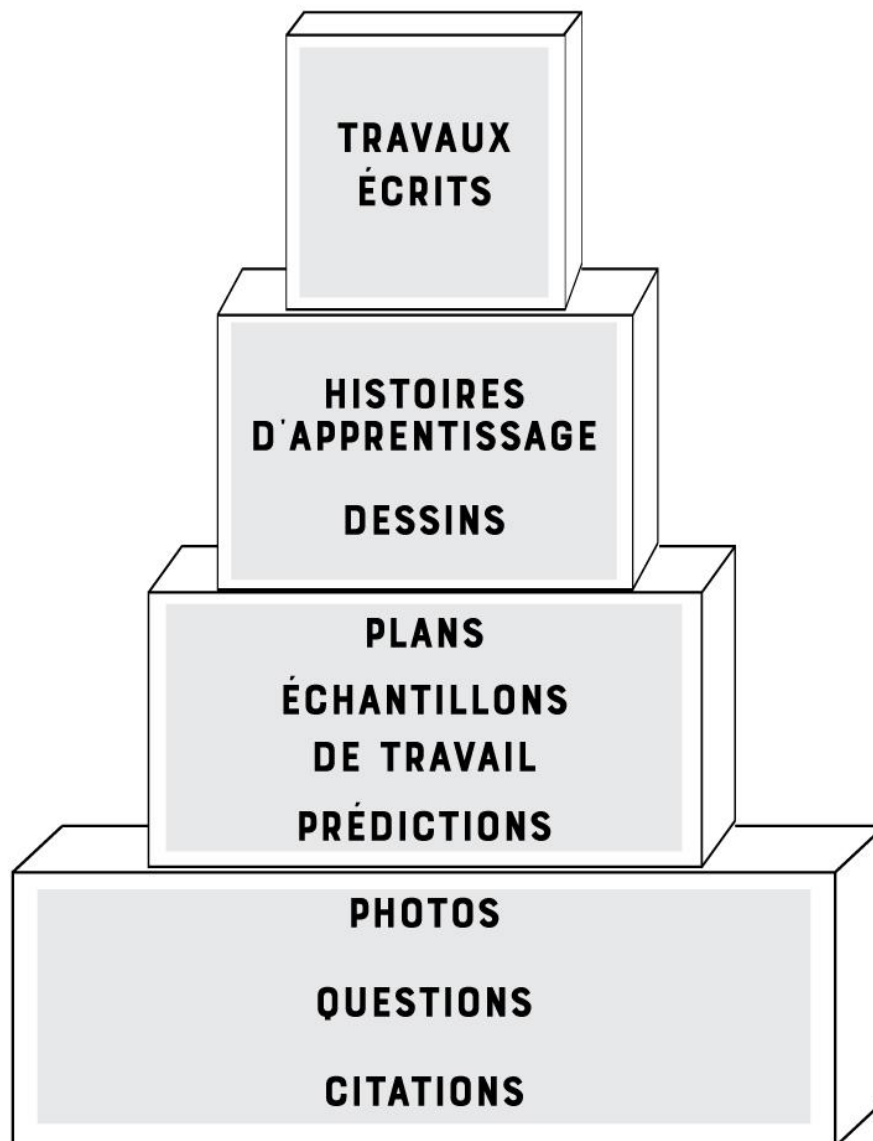 TRAVAUX
ÉCRITS
HISTOIRES
D'APPRENTISSAGE
DESSINS
PLANS
ÉCHANTILLONS
DE TRAVAIL
PRÉDICTIONS
PHOTOS
QUESTIONS
CITATIONS